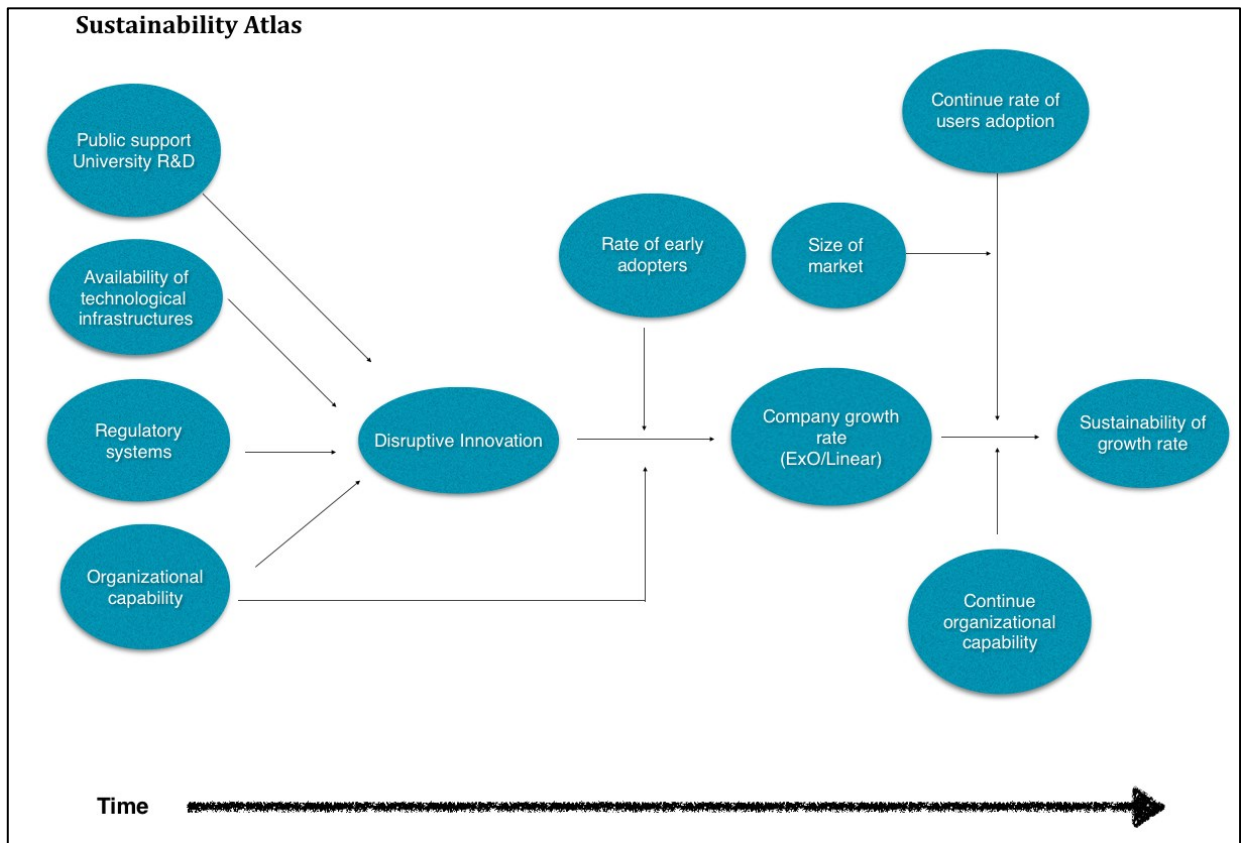 Sustainability Atlas
Public support
University R&D
Availability of
technological
infrastructures
Regulatory
systems
Organizational
capability
Disruptive Innovation
Rate of early
adopters
Size of
market
Continue rate of
users adoption
Company growth
rate
(ExO/Linear)
Sustainability of
growth rate
Continue
organizational
capability
Time